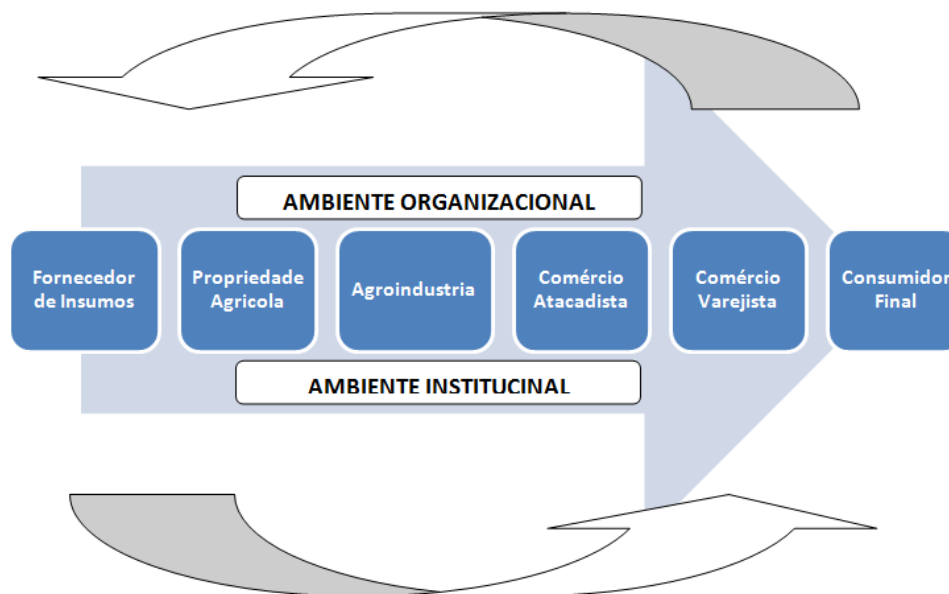 AMBIENTE ORGANIZACIONAL
Fornecedor
de Insumos
Propriedade
Agricola
Agroindustria
Comércio
Atacadista
Comércio
Varejista
Consumidor
Final
AMBIENTE INSTITUCINAL